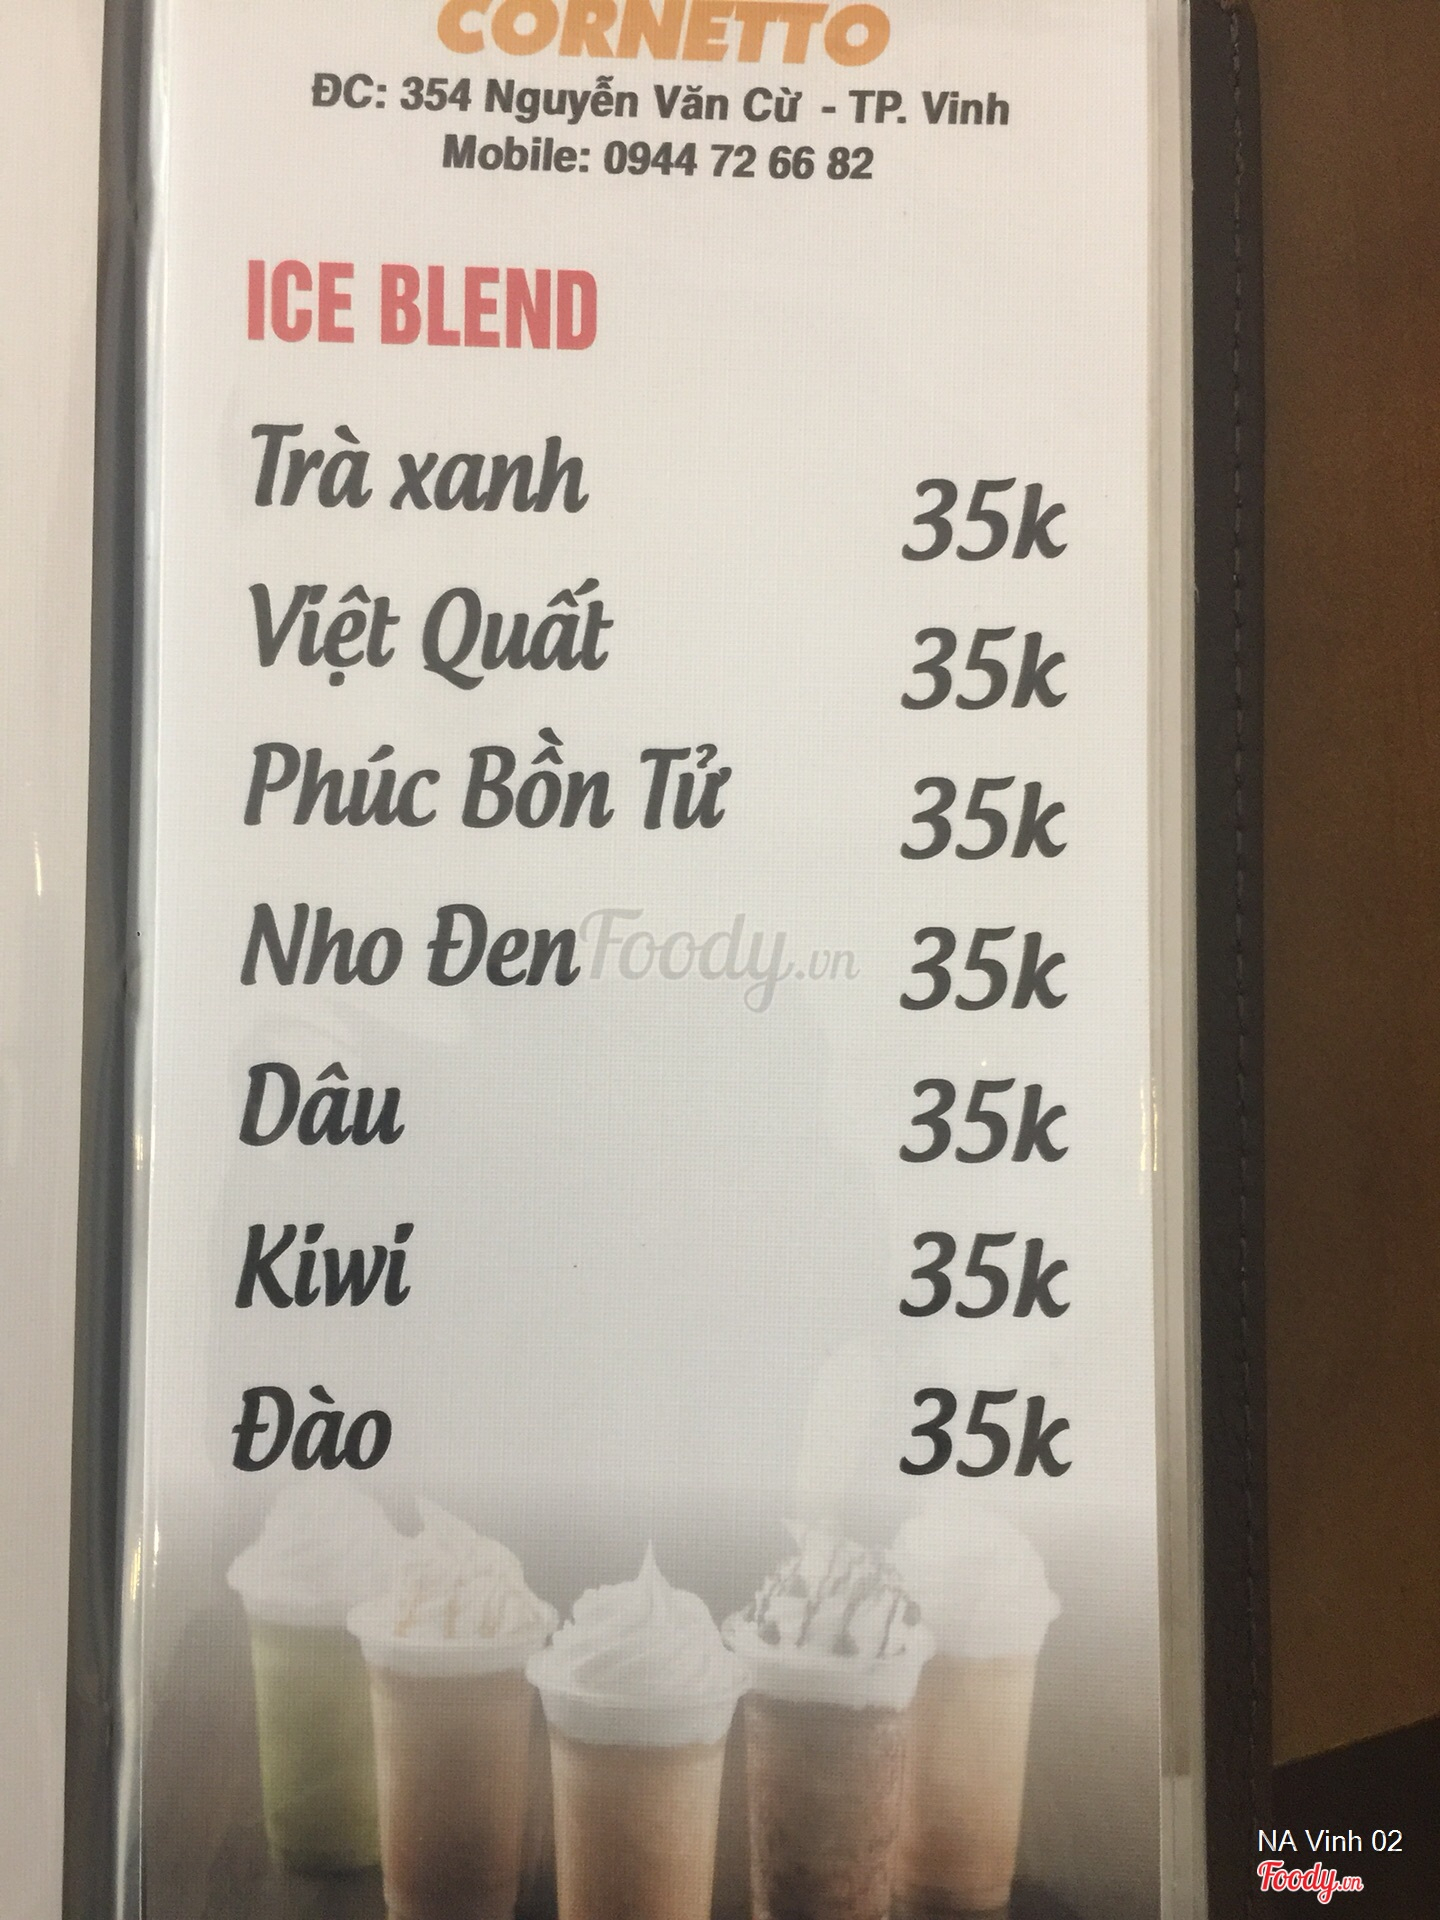 CORNETTO
ĐC: 354 Nguyễn Văn Cừ - TP. Vinh
Mobile: 0944 72 66 82
ICE BLEND
Trà xanh 35k
Việt Quất 35k
Phúc Bồn Tử 35k
Nho Đen 35k
Foody.vn
Dâu 35k
Kiwi 35k
Đào 35k
NA Vinh 02
Foody.vn